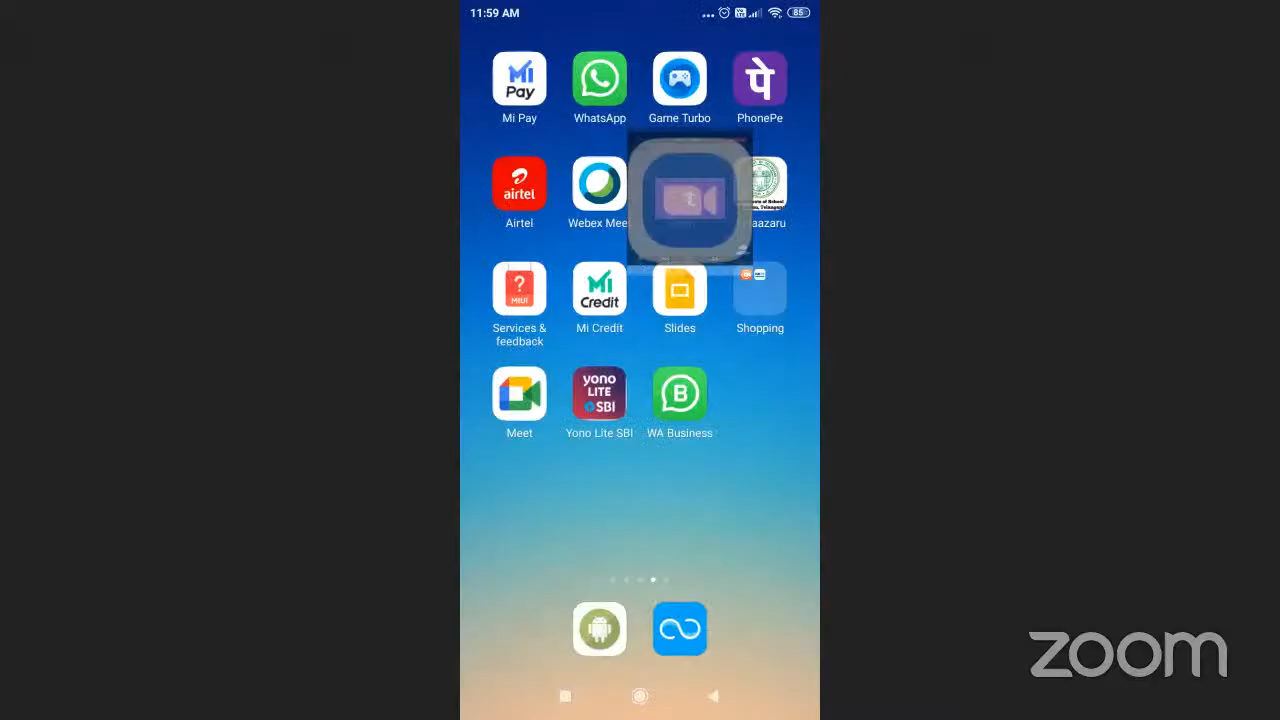 11:59 AM
85
Mi Pay
पे
airtel
Mi Pay
WhatsApp
Game Turbo
PhonePe
Airtel
Webex Mee
aazaru
?
MIUI
Mi Credit
Services & feedback
Mi Credit
Slides
Shopping
yono
LITE
SBI
B
Meet
Yono Lite SBI
WA Business
zoom